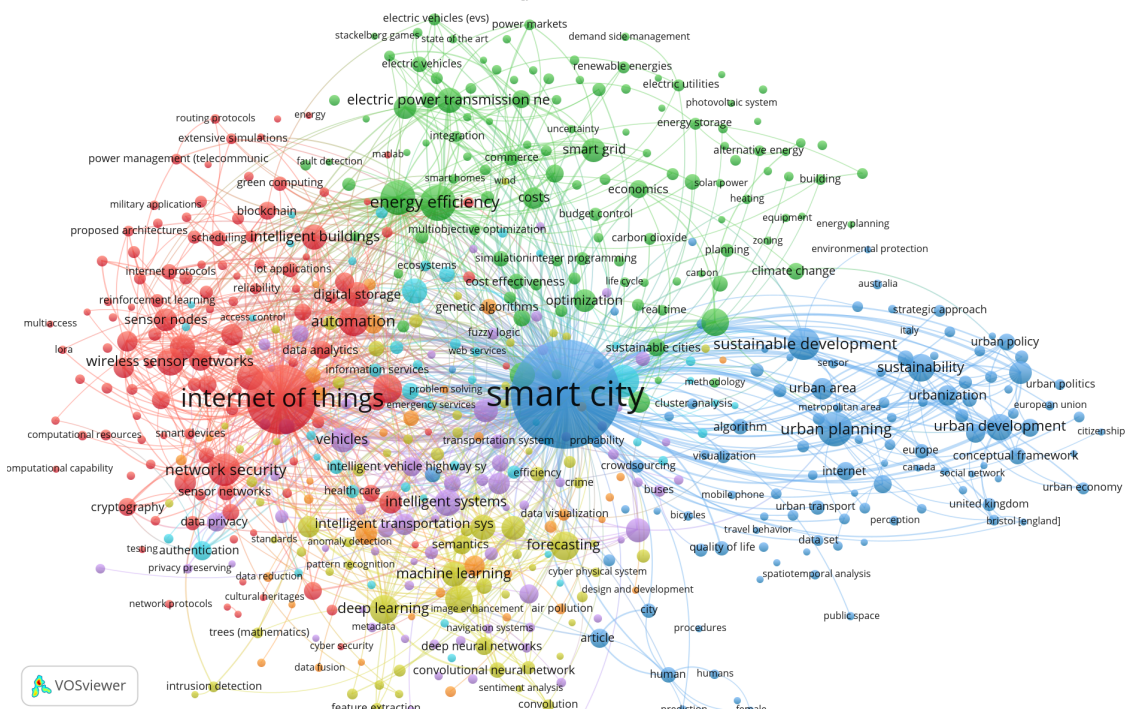 electric vehicles (evs)
power markets
stackelberg games
state of the art
demand side management
electric vehicles
renewable energies
electric utilities
electric power transmission ne
photovoltaic system
routing protocols
energy
energy storage
extensive simulations
integration
uncertainty
power management (telecommunic
fault detection
matlab
commerce
smart grid
alternative energy
green computing
smart homes
wind
economics
solar power
building
military applications
blockchain
energy efficiency
costs
heating
budget control
equipment
energy planning
proposed architectures
scheduling
intelligent buildings
multiobjective optimization
carbon dioxide
zoning
planning
environmental protection
internet protocols
iot applications
ecosystems
simulation
integer programming
carbon
climate change
reliability
cost effectiveness
life cycle
australia
reinforcement learning
digital storage
genetic algorithms
optimization
real time
strategic approach
multiaccess
sensor nodes
access control
automation
fuzzy logic
italy
lora
data analytics
web services
sustainable cities
sustainable development
urban policy
wireless sensor networks
information services
sensor
sustainability
internet of things
problem solving
smart city
methodology
urban area
urban politics
emergency services
cluster analysis
metropolitan area
urbanization
european union
computational resources
smart devices
vehicles
transportation system
probability
algorithm
urban planning
urban development
citizenship
omputational capability
network security
intelligent vehicle highway sy
efficiency
crowdsourcing
visualization
internet
europe
canada
conceptual framework
social network
sensor networks
health care
crime
buses
mobile phone
urban economy
cryptography
intelligent systems
data visualization
bicycles
urban transport
united kingdom
data privacy
intelligent transportation sys
travel behavior
perception
bristol [england]
testing
authentication
standards
anomaly detection
semantics
forecasting
quality of life
data set
privacy preserving
pattern recognition
cyber physical system
spatiotemporal analysis
data reduction
machine learning
design and development
network protocols
cultural heritages
deep learning
image enhancement
air pollution
city
public space
trees (mathematics)
metadata
navigation systems
article
procedures
cyber security
deep neural networks
data fusion
convolutional neural network
human
humans
intrusion detection
sentiment analysis
feature extraction
convolution
prediction
female
VOSviewer